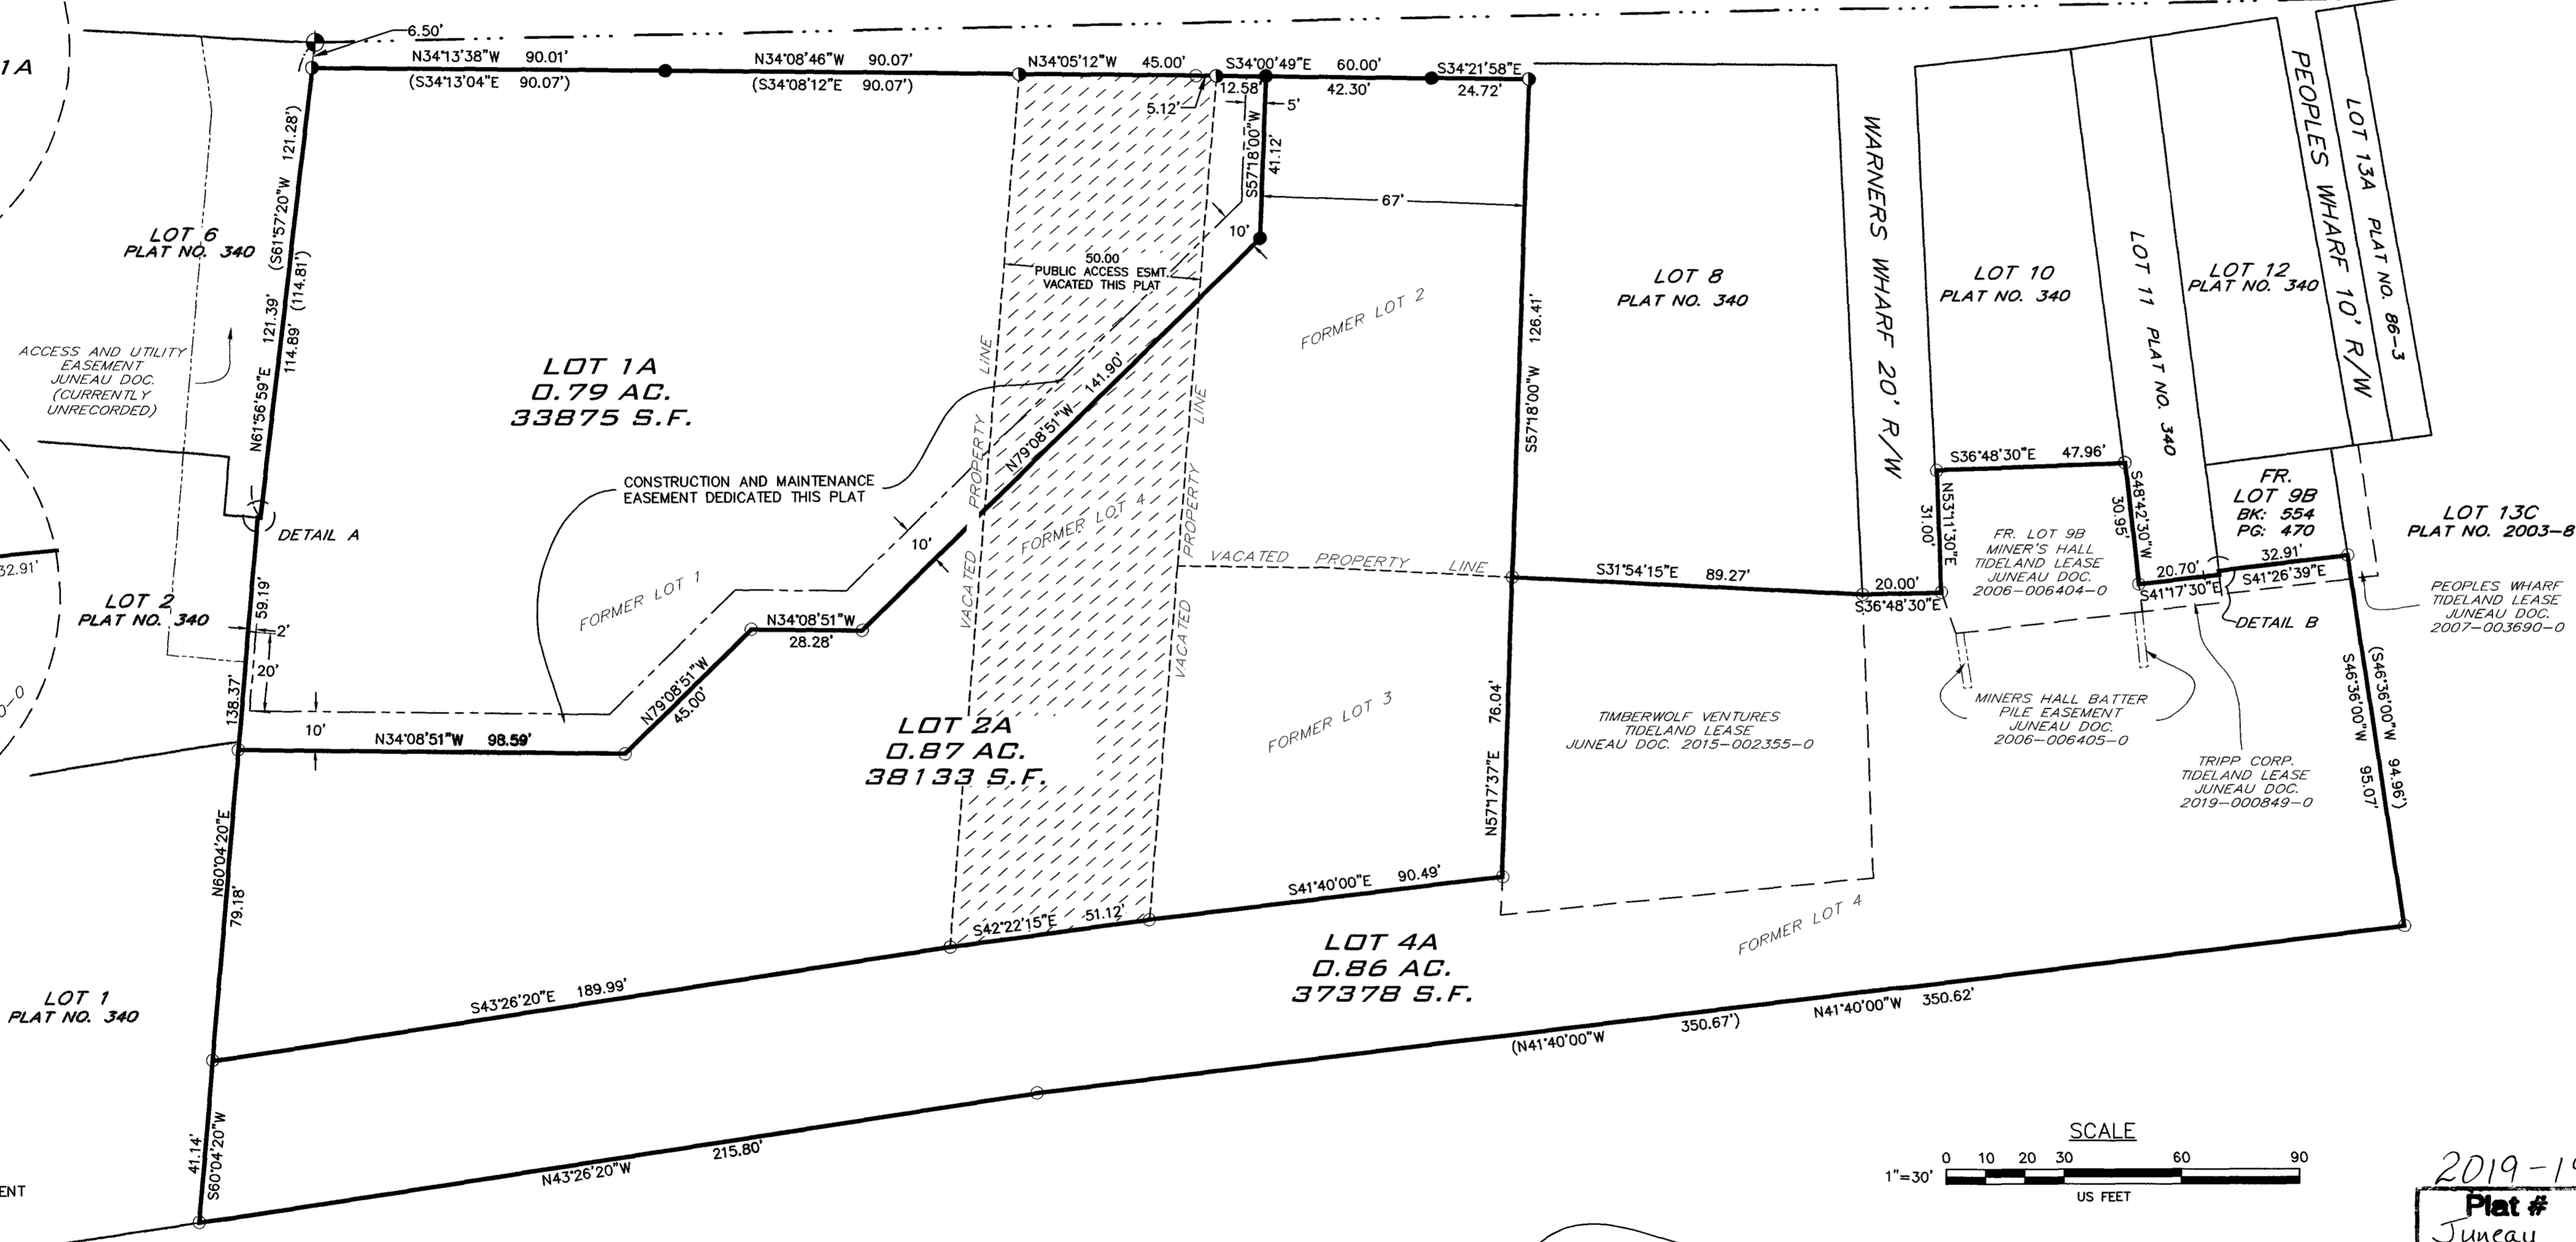 1A
6.50'
N34°13'38"W 90.01'
(S34°13'04"E 90.07')
N34°08'46"W 90.07'
(S34°08'12"E 90.07')
N34°05'12"W 45.00'
5.12'
S34°00'49"E 60.00'
12.58'
42.30'
S34°21'58"E
24.72'
5'
S57°18'00"W
41.12'
67'
10'
(S61°57'20"W 121.28')
(114.81')
N61°56'59"E 121.39'
114.89'
LOT 6
PLAT NO. 340
ACCESS AND UTILITY
EASEMENT
JUNEAU DOC.
(CURRENTLY
UNRECORDED)
LOT 1A
0.79 AC.
33875 S.F.
50.00
PUBLIC ACCESS ESMT.
VACATED THIS PLAT
FORMER LOT 2
S57°18'00"W 126.41'
LOT 8
PLAT NO. 340
WARNERS WHARF 20' R/W
LOT 10
PLAT NO. 340
LOT 11 PLAT NO. 340
LOT 12
PLAT NO. 340
PEOPLES WHARF 10' R/W
LOT 13A PLAT NO. 86-3
CONSTRUCTION AND MAINTENANCE
EASEMENT DEDICATED THIS PLAT
N79°08'51"W 141.90'
VACATED PROPERTY LINE
VACATED PROPERTY LINE
VACATED PROPERTY LINE
FORMER LOT 4
10'
DETAIL A
32.91'
LOT 2
PLAT NO. 340
59.19'
2'
20'
138.37'
10'
FORMER LOT 1
N34°08'51"W
28.28'
N79°08'51"W
45.00'
N34°08'51"W 98.59'
S31°54'15"E 89.27'
20.00'
S36°48'30"E
S36°48'30"E 47.96'
N53°11'30"E
31.00'
S48°42'30"W
30.95'
FR. LOT 9B
MINER'S HALL
TIDELAND LEASE
JUNEAU DOC.
2006-006404-0
20.70'
S41°17'30"E
FR.
LOT 9B
BK: 554
PG: 470
32.91'
S41°26'39"E
LOT 13C
PLAT NO. 2003-8
PEOPLES WHARF
TIDELAND LEASE
JUNEAU DOC.
2007-003690-0
DETAIL B
(S46°36'00"W 94.96')
S46°36'00"W 95.07'
MINERS HALL BATTER
PILE EASEMENT
JUNEAU DOC.
2006-006405-0
TRIPP CORP.
TIDELAND LEASE
JUNEAU DOC.
2019-000849-0
TIMBERWOLF VENTURES
TIDELAND LEASE
JUNEAU DOC. 2015-002355-0
N57°17'37"E 76.04'
FORMER LOT 3
LOT 2A
0.87 AC.
38133 S.F.
N60°04'20"E
79.18'
S43°26'20"E 189.99'
S42°22'15"E 51.12'
S41°40'00"E 90.49'
FORMER LOT 4
LOT 4A
0.86 AC.
37378 S.F.
LOT 1
PLAT NO. 340
N41°40'00"W 350.62'
(N41°40'00"W 350.67')
41.14'
S60°04'20"W
N43°26'20"W 215.80'
SCALE
0 10 20 30 60 90
1"=30'
US FEET
ENT
2019-19
Plat #
Juneau